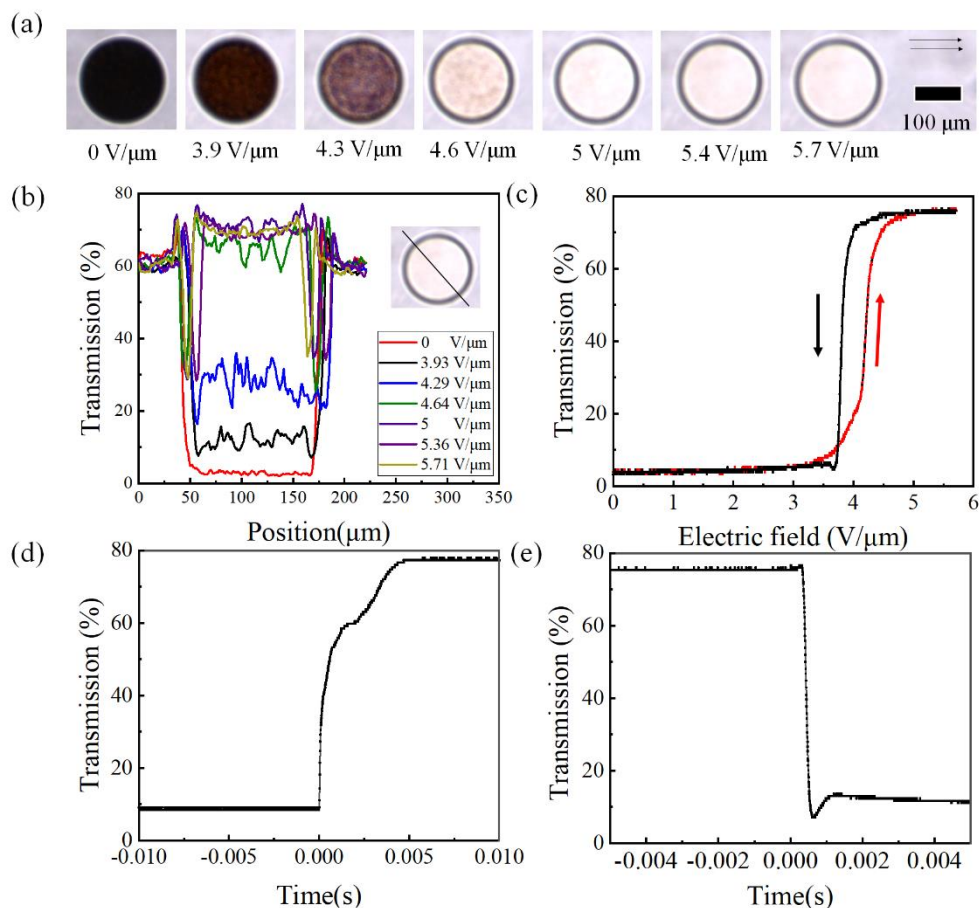 (a)
100 μm
0 V/μm 3.9 V/μm 4.3 V/μm 4.6 V/μm 5 V/μm 5.4 V/μm 5.7 V/μm
(b)
80
60
40
20
0
Transmission (%)
0 V/μm
3.93 V/μm
4.29 V/μm
4.64 V/μm
5 V/μm
5.36 V/μm
5.71 V/μm
0 50 100 150 200 250 300 350
Position(μm)
(c)
80
60
40
20
0
Transmission (%)
0 1 2 3 4 5 6
Electric field (V/μm)
(d)
80
60
40
20
0
Transmission (%)
-0.010 -0.005 0.000 0.005 0.010
Time(s)
(e)
80
60
40
20
0
Transmission (%)
-0.004 -0.002 0.000 0.002 0.004
Time(s)